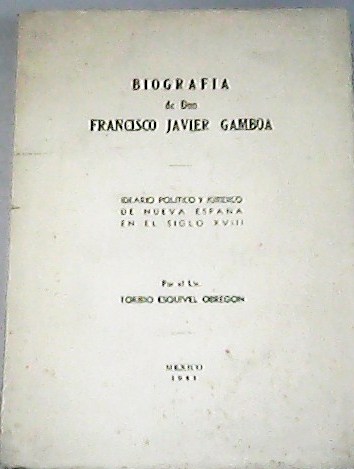 BIOGRAFIA
de Don
FRANCISCO JAVIER GAMBOA
IDEARIO POLITICO Y JURIDICO
DE NUEVA ESPAÑA
EN EL SIGLO XVIII
Por el Lic.
TORIBIO ESQUIVEL OBREGON
MEXICO
1941